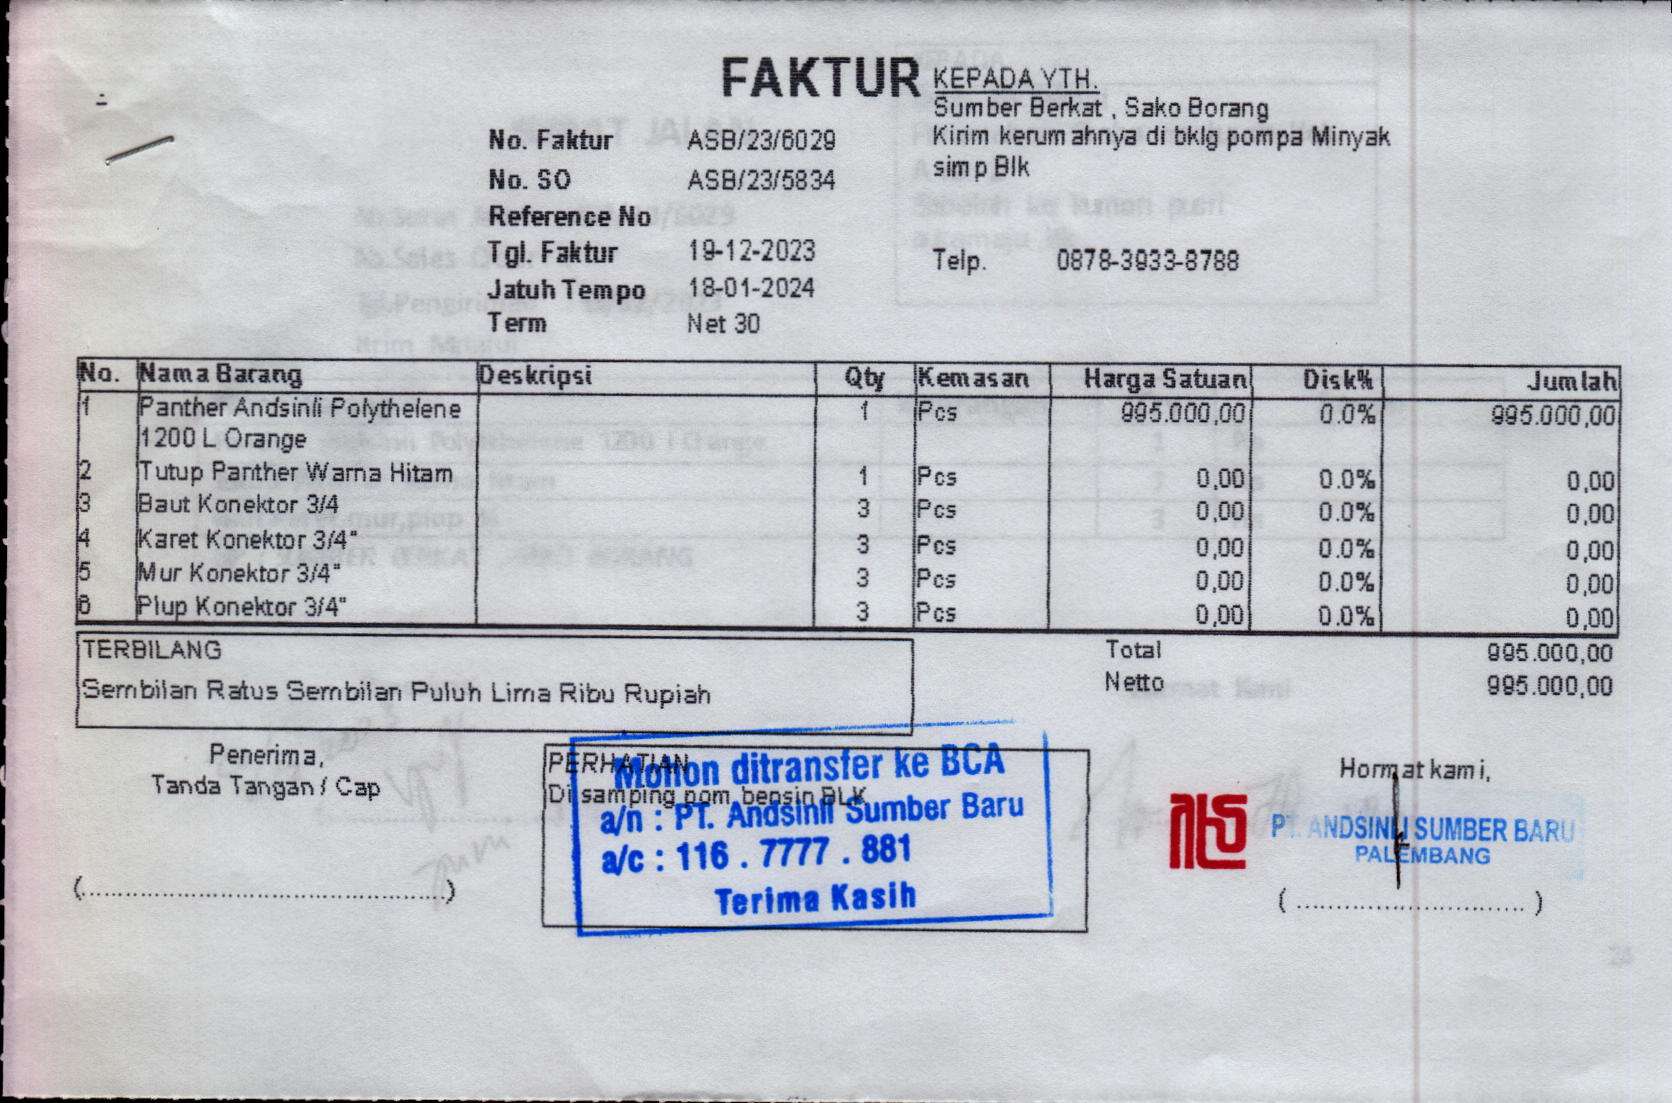 FAKTUR
KEPADA YTH.
Sumber Berkat , Sako Borang
Kirim kerumahnya di bklg pompa Minyak
simp Blk
Telp. 0878-3933-8788
No. Faktur ASB/23/6029
No. SO ASB/23/5834
Reference No
Tgl. Faktur 19-12-2023
Jatuh Tempo 18-01-2024
Term Net 30
No. Nama Barang Deskripsi Qty Kemasan Harga Satuan Disk% Jumlah
1 Panther Andsinli Polythelene 1 Pcs 995.000,00 0.0% 995.000,00
1200 L Orange
2 Tutup Panther Warna Hitam 1 Pcs 0,00 0.0% 0,00
3 Baut Konektor 3/4 3 Pcs 0,00 0.0% 0,00
4 Karet Konektor 3/4" 3 Pcs 0,00 0.0% 0,00
5 Mur Konektor 3/4" 3 Pcs 0,00 0.0% 0,00
6 Plup Konektor 3/4" 3 Pcs 0,00 0.0% 0,00
TERBILANG
Sembilan Ratus Sembilan Puluh Lima Ribu Rupiah
Total 995.000,00
Netto 995.000,00
Penerima,
Tanda Tangan / Cap
(..............................................)
PERHATIAN
Di samping pom bensin BLK
Mohon ditransfer ke BCA
a/n : PT. Andsinli Sumber Baru
a/c : 116 . 7777 . 881
Terima Kasih
Hormat kami,
PT. ANDSINLI SUMBER BARU
PALEMBANG
( ............................. )